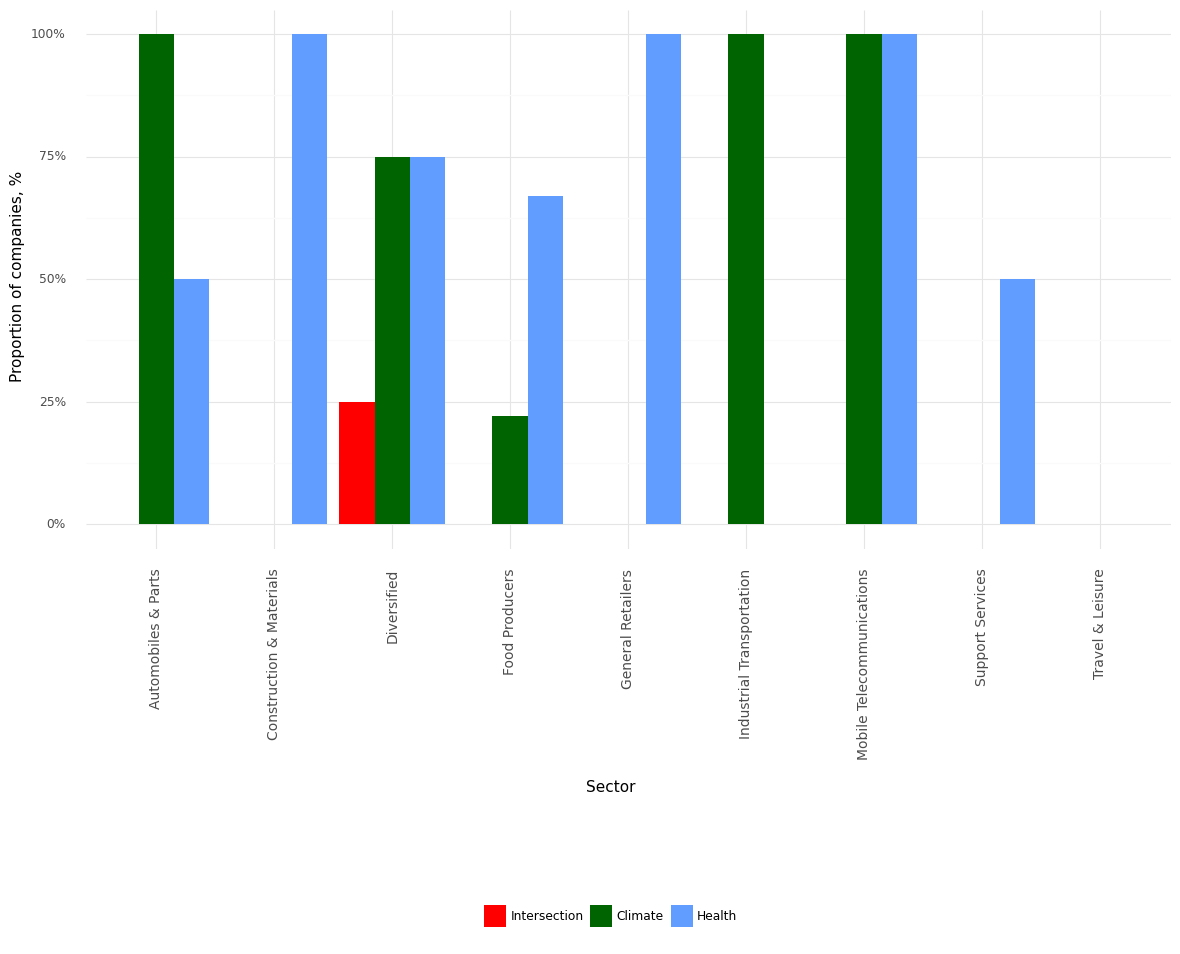 Proportion of companies, %
100%
75%
50%
25%
0%
Automobiles & Parts
Construction & Materials
Diversified
Food Producers
General Retailers
Industrial Transportation
Mobile Telecommunications
Support Services
Travel & Leisure
Sector
Intersection Climate Health